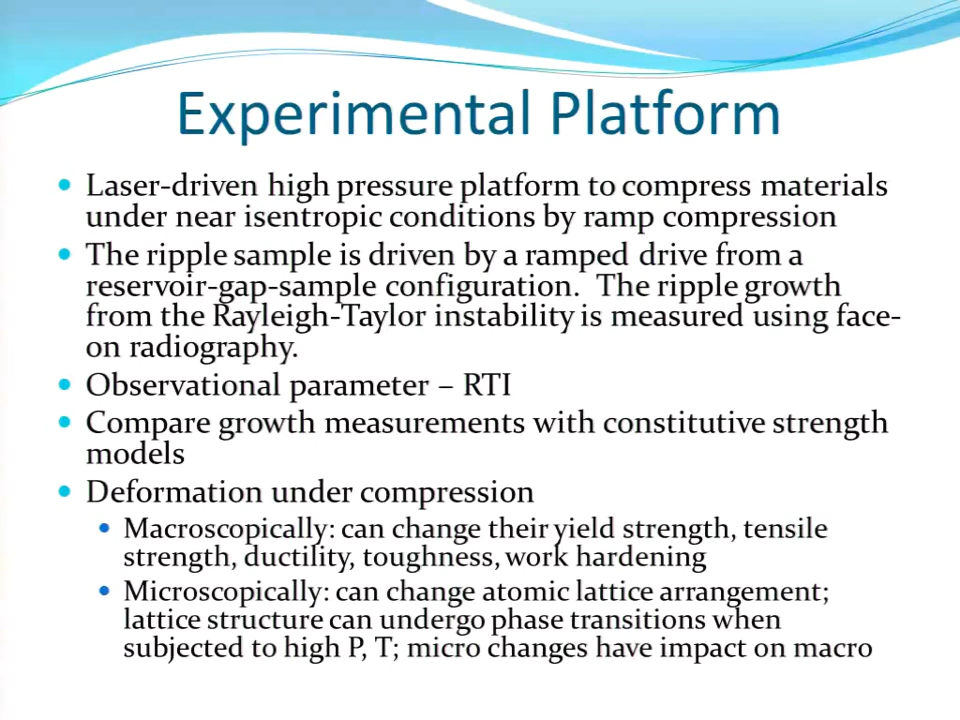 Experimental Platform
• Laser-driven high pressure platform to compress materials
under near isentropic conditions by ramp compression
• The ripple sample is driven by a ramped drive from a
reservoir-gap-sample configuration.  The ripple growth
from the Rayleigh-Taylor instability is measured using face-
on radiography.
• Observational parameter – RTI
• Compare growth measurements with constitutive strength
models
• Deformation under compression
• Macroscopically: can change their yield strength, tensile
strength, ductility, toughness, work hardening
• Microscopically: can change atomic lattice arrangement;
lattice structure can undergo phase transitions when
subjected to high P, T; micro changes have impact on macro